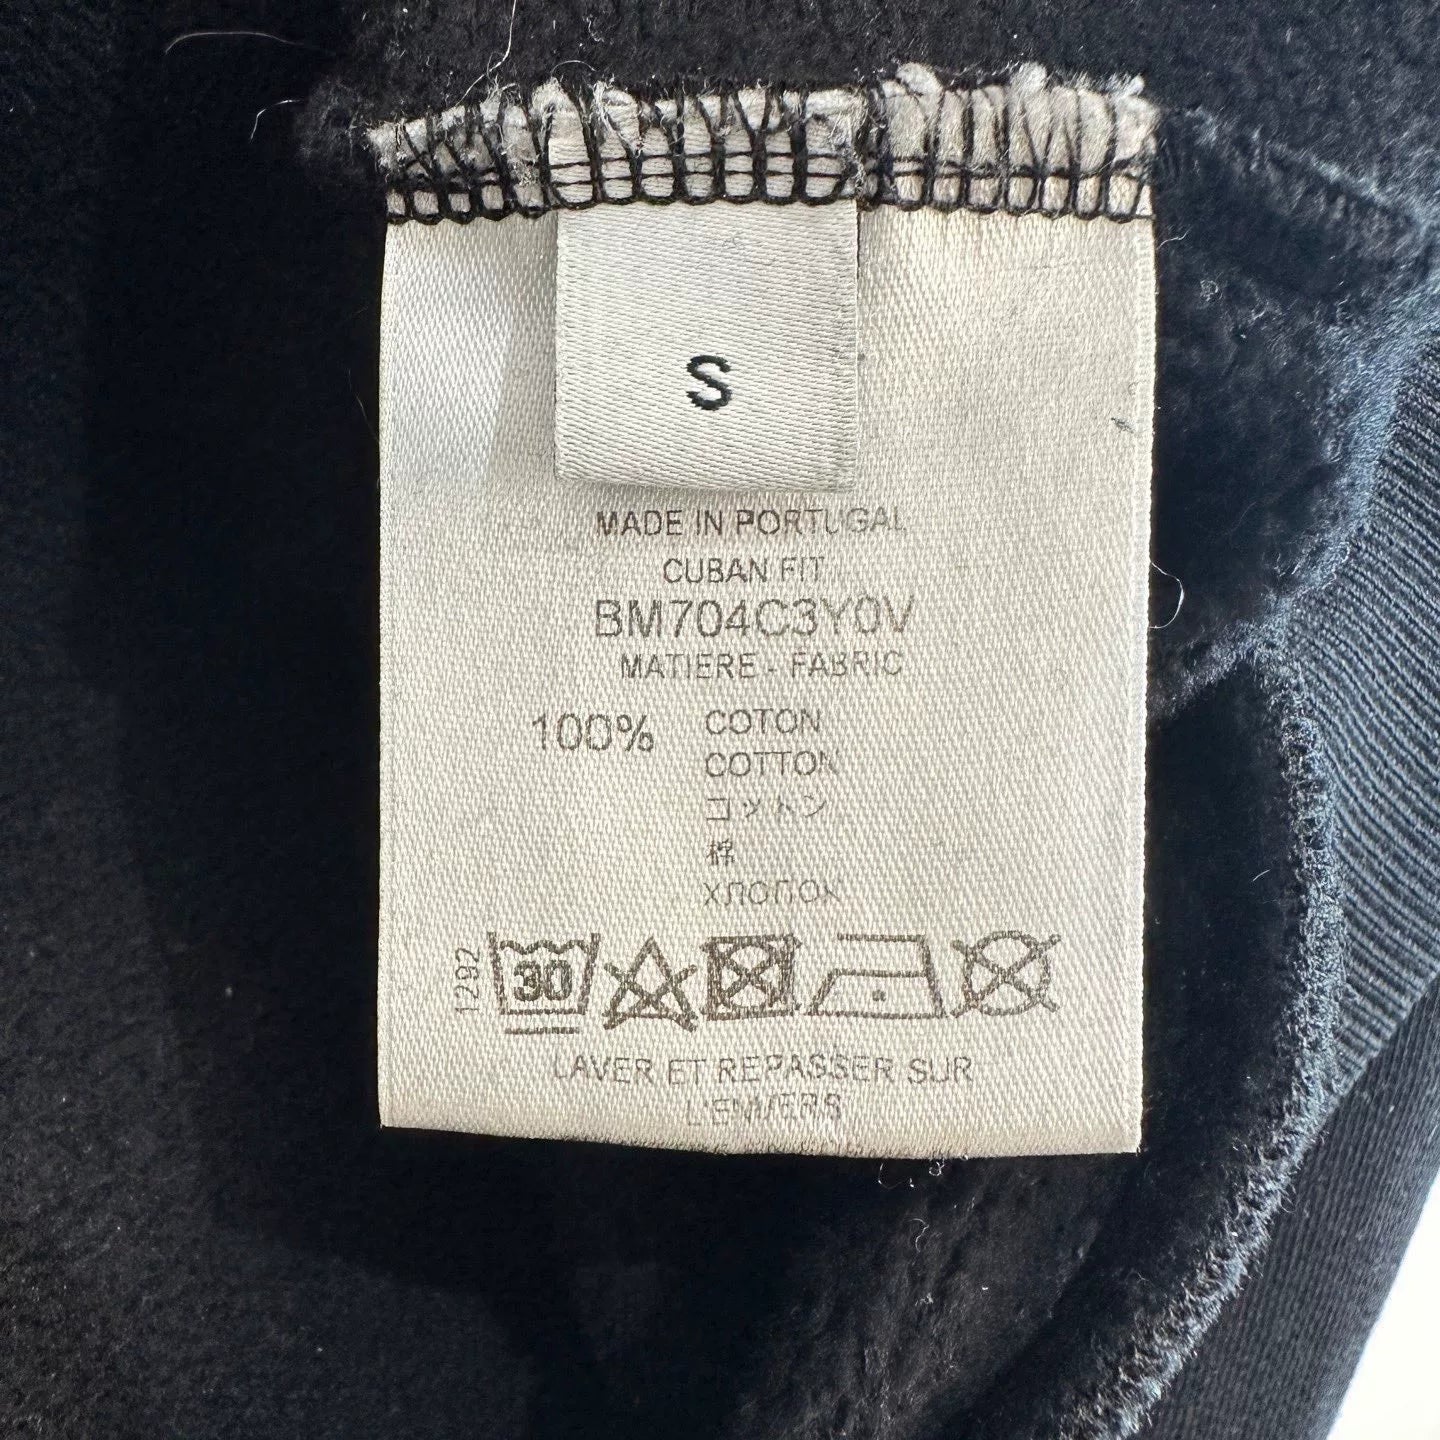 S
MADE IN PORTUGAL
CUBAN FIT
BM704C3Y0V
MATIERE - FABRIC
100% COTON
COTTON
コットン
棉
ХЛОПОК
1292
30
LAVER ET REPASSER SUR
L'ENVERS